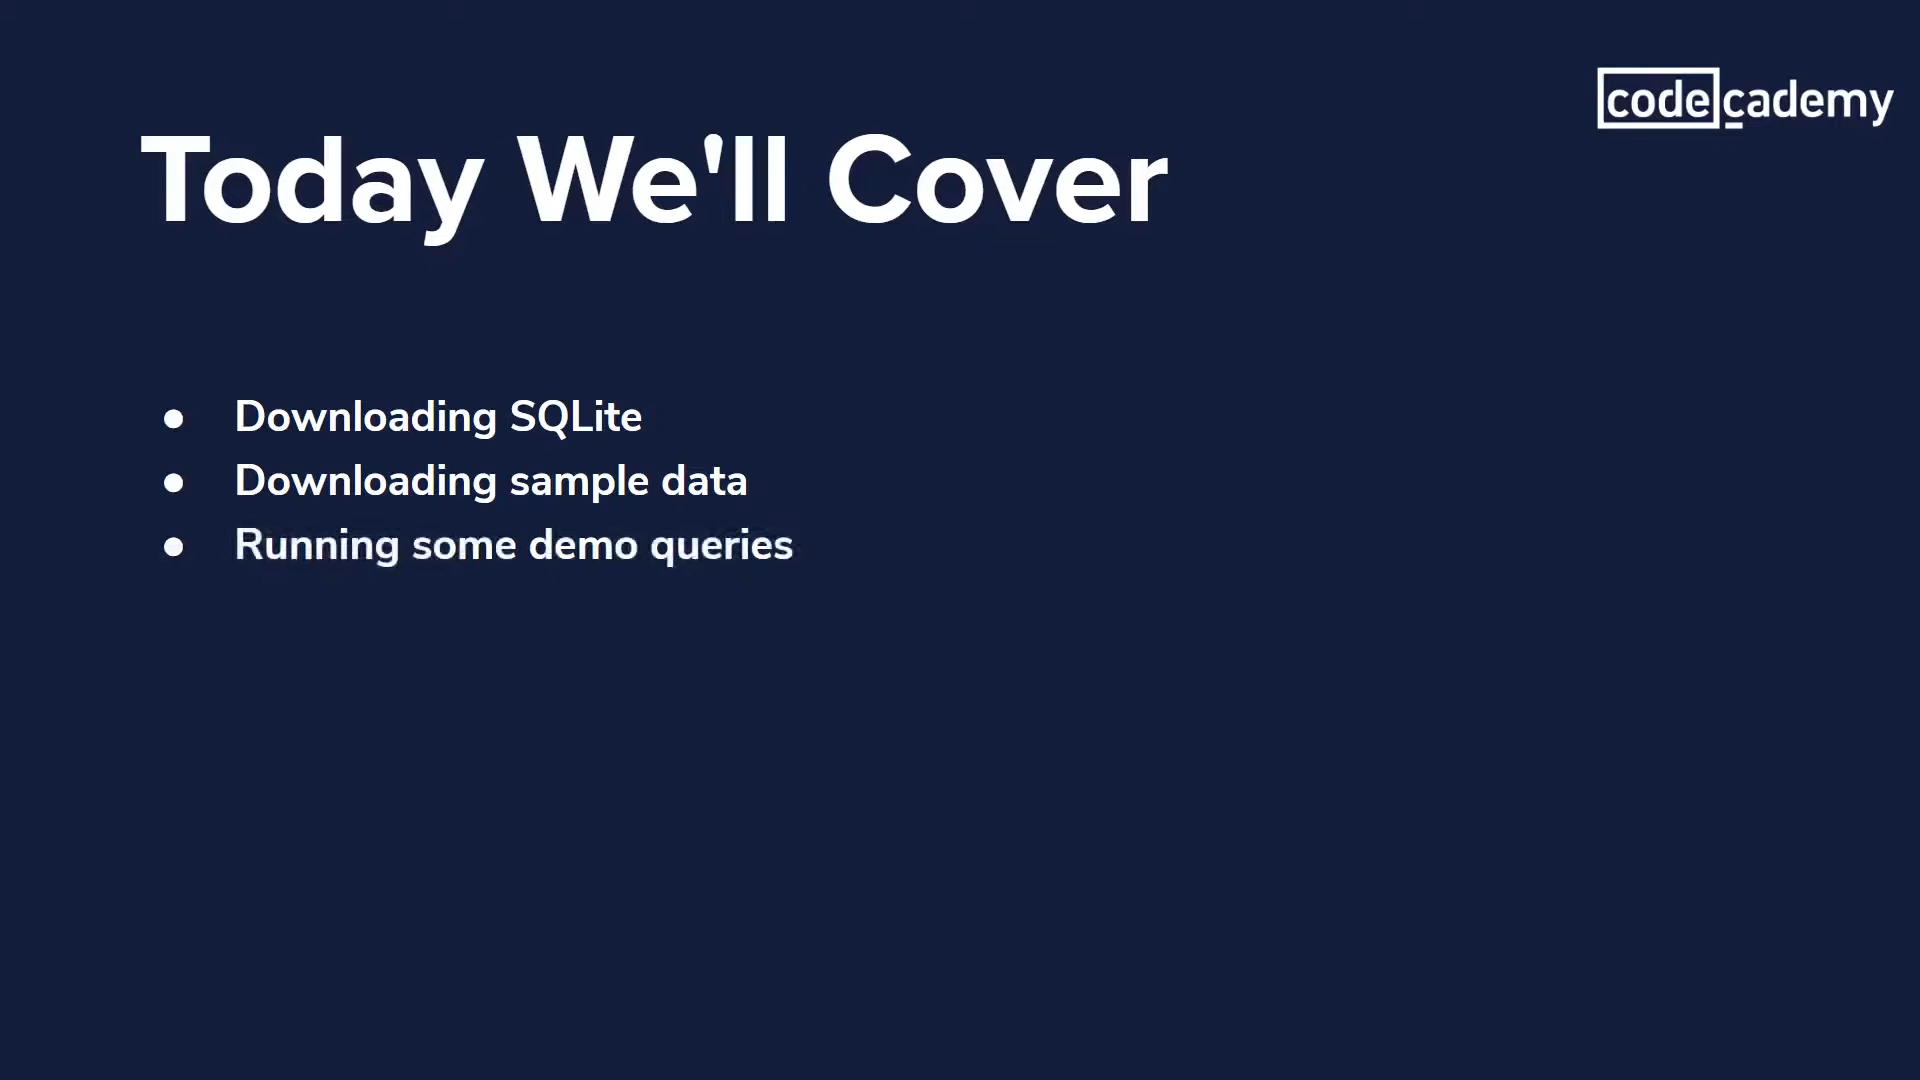 codecademy
Today We'll Cover
● Downloading SQLite
● Downloading sample data
● Running some demo queries